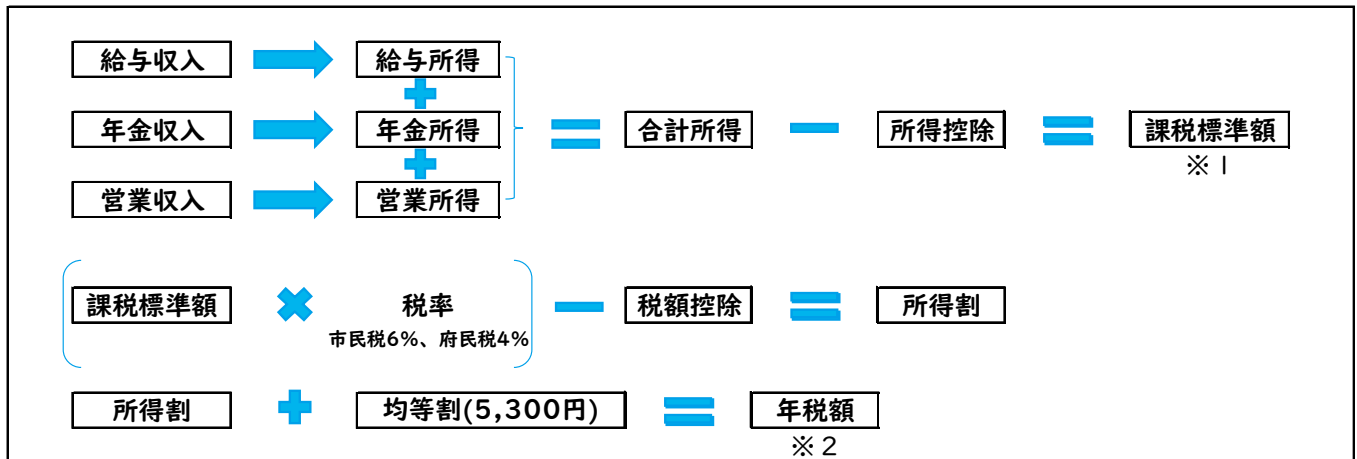 給与収入 給与所得
年金収入 年金所得 合計所得 所得控除 課税標準額
※1
営業収入 営業所得
課税標準額 税率 税額控除 所得割
市民税6%、府民税4%
所得割 均等割(5,300円) 年税額
※2